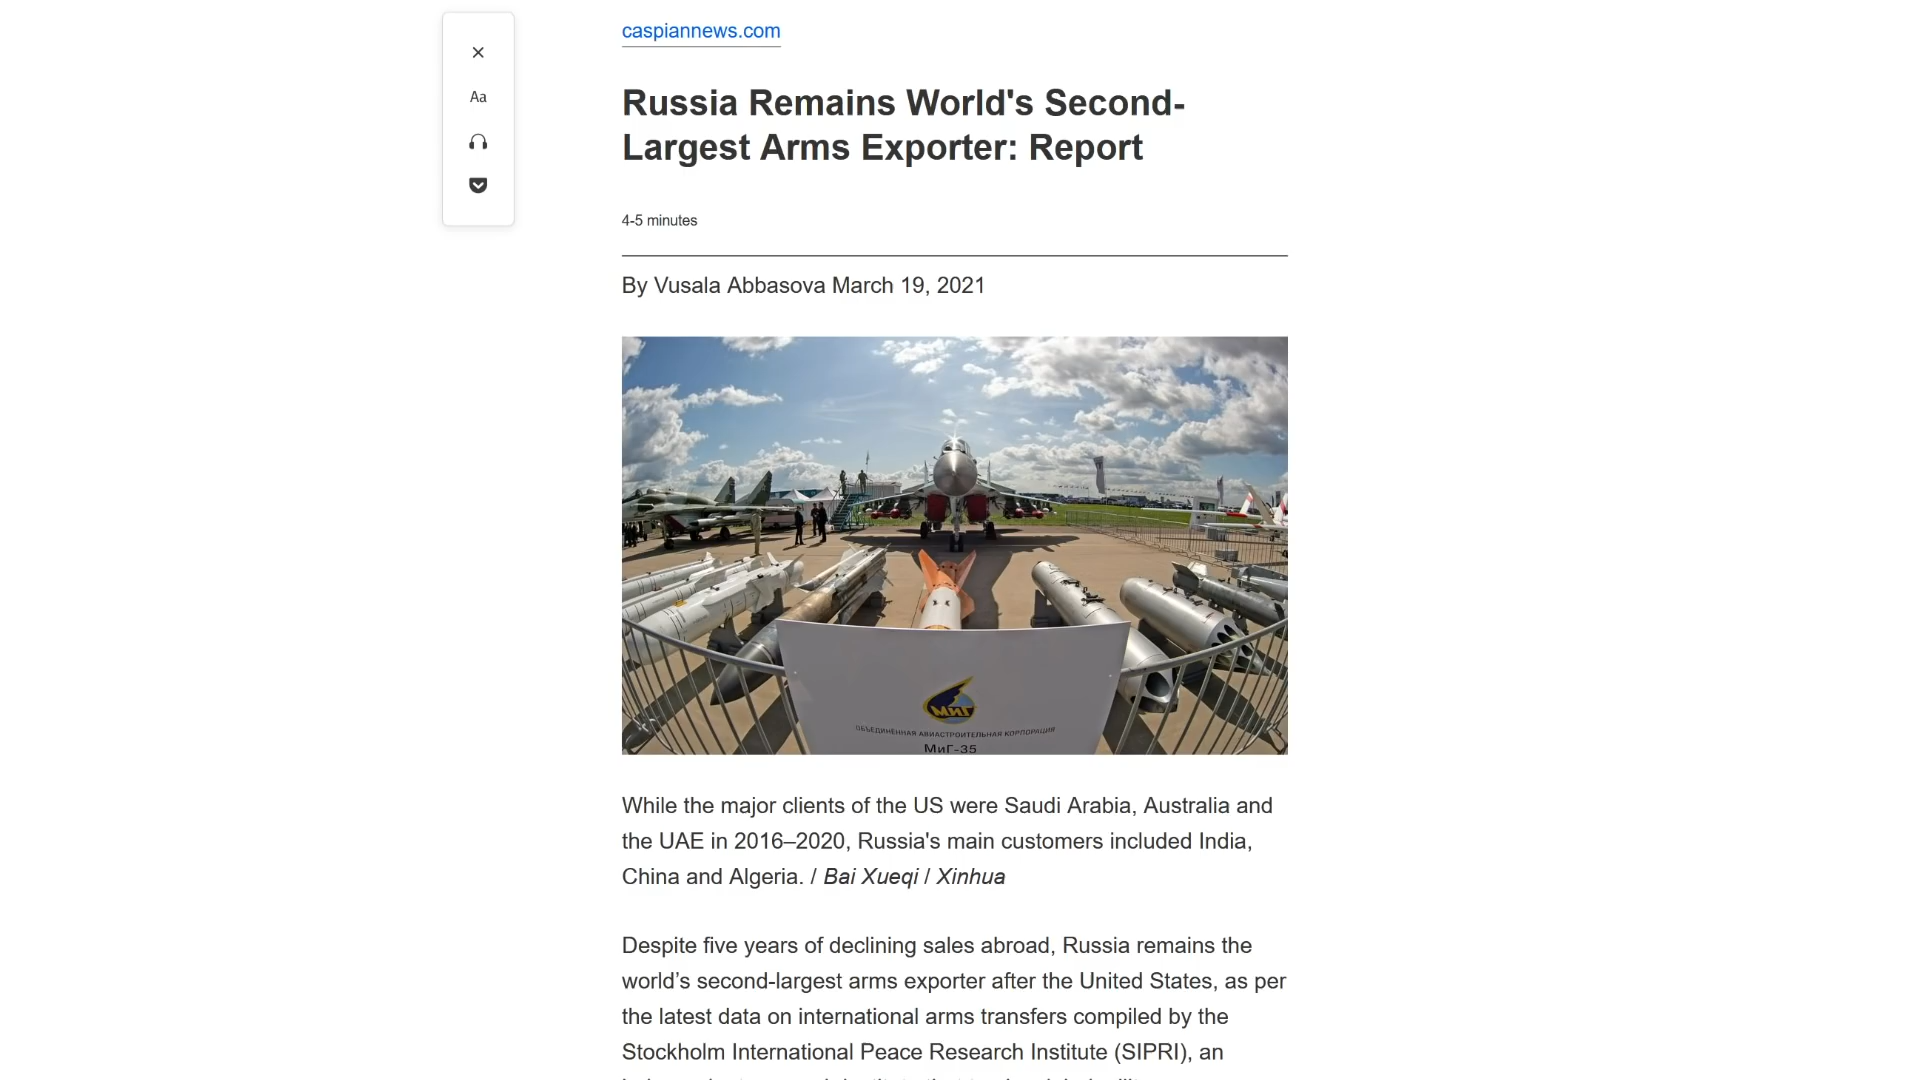 caspiannews.com
Aa
Russia Remains World's Second-
Largest Arms Exporter: Report
4-5 minutes
By Vusala Abbasova March 19, 2021
МИГ
ОБЪЕДИНЁННАЯ АВИАСТРОИТЕЛЬНАЯ КОРПОРАЦИЯ
МиГ-35
While the major clients of the US were Saudi Arabia, Australia and
the UAE in 2016–2020, Russia's main customers included India,
China and Algeria. / Bai Xueqi / Xinhua
Despite five years of declining sales abroad, Russia remains the
world’s second-largest arms exporter after the United States, as per
the latest data on international arms transfers compiled by the
Stockholm International Peace Research Institute (SIPRI), an